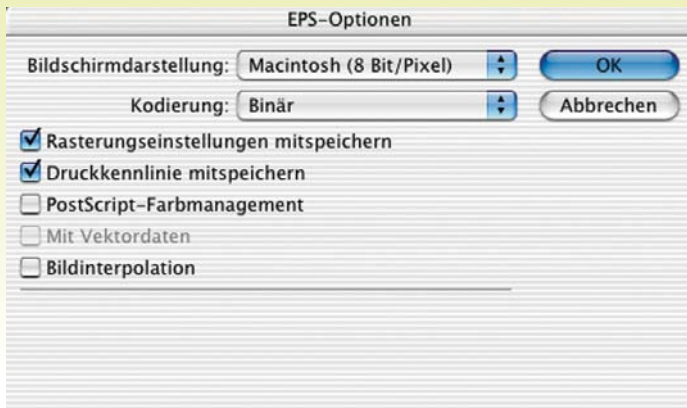 EPS-Optionen
Bildschirmdarstellung: Macintosh (8 Bit/Pixel) OK
Kodierung: Binär Abbrechen
Rasterungseinstellungen mitspeichern
Druckkennlinie mitspeichern
PostScript-Farbmanagement
Mit Vektordaten
Bildinterpolation